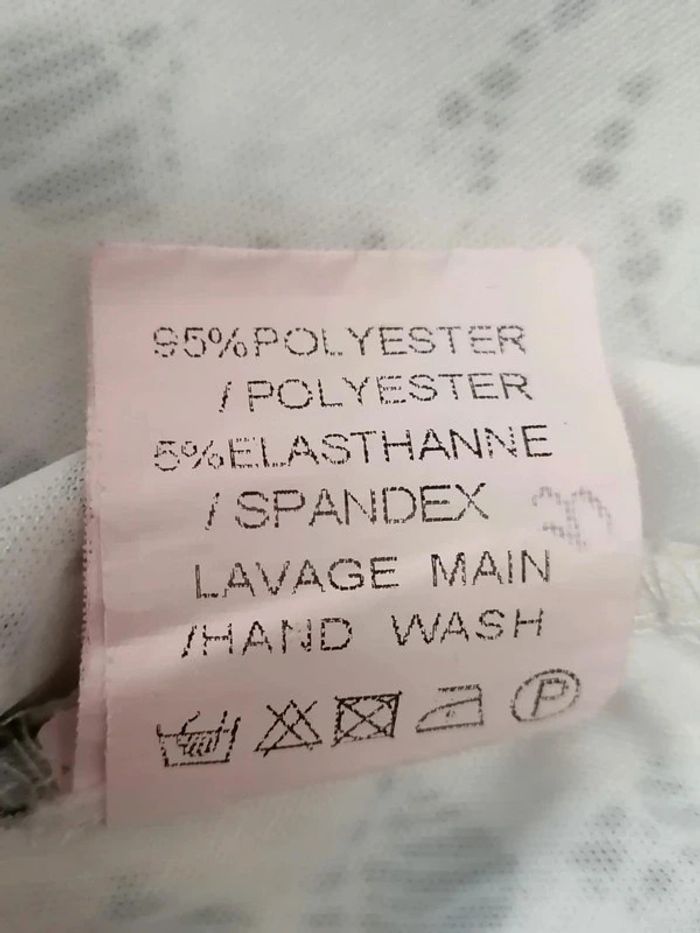 95%POLYESTER
/ POLYESTER
5%ELASTHANNE
/ SPANDEX
LAVAGE MAIN
/HAND WASH
P